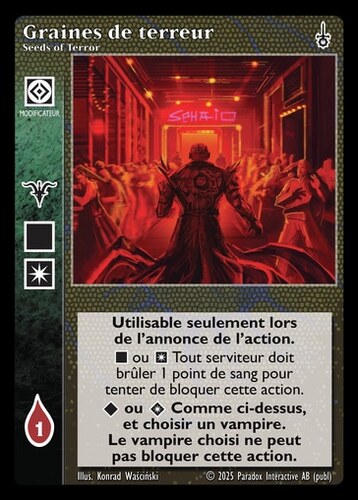 Graines de terreur
Seeds of Terror
MODIFICATEUR
SPHAIO
Utilisable seulement lors
de l'annonce de l'action.
ou Tout serviteur doit
brûler 1 point de sang pour
tenter de bloquer cette action.
ou Comme ci-dessus,
et choisir un vampire.
Le vampire choisi ne peut
pas bloquer cette action.
1
Illus. Konrad Waściński © 2025 Paradox Interactive AB (publ)